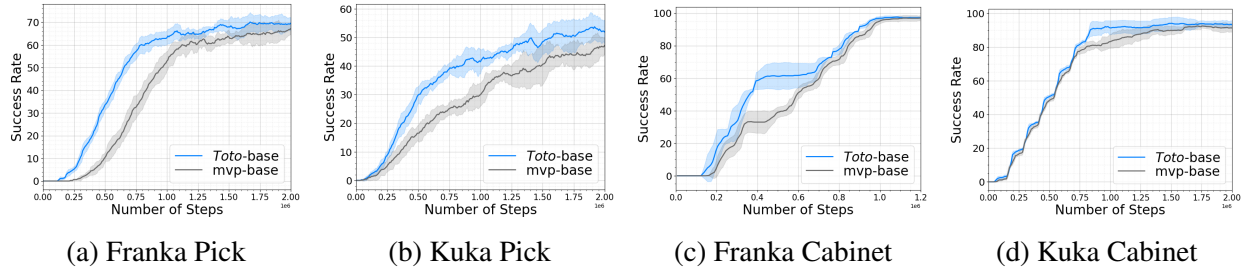 Success Rate
70
60
50
40
30
20
10
0
0.00 0.25 0.50 0.75 1.00 1.25 1.50 1.75 2.00
1e6
Number of Steps
Toto-base
mvp-base
(a) Franka Pick
Success Rate
60
50
40
30
20
10
0
0.00 0.25 0.50 0.75 1.00 1.25 1.50 1.75 2.00
1e6
Number of Steps
Toto-base
mvp-base
(b) Kuka Pick
Success Rate
100
80
60
40
20
0
0.0 0.2 0.4 0.6 0.8 1.0 1.2
1e6
Number of Steps
Toto-base
mvp-base
(c) Franka Cabinet
Success Rate
100
80
60
40
20
0
0.00 0.25 0.50 0.75 1.00 1.25 1.50 1.75 2.00
1e6
Number of Steps
Toto-base
mvp-base
(d) Kuka Cabinet